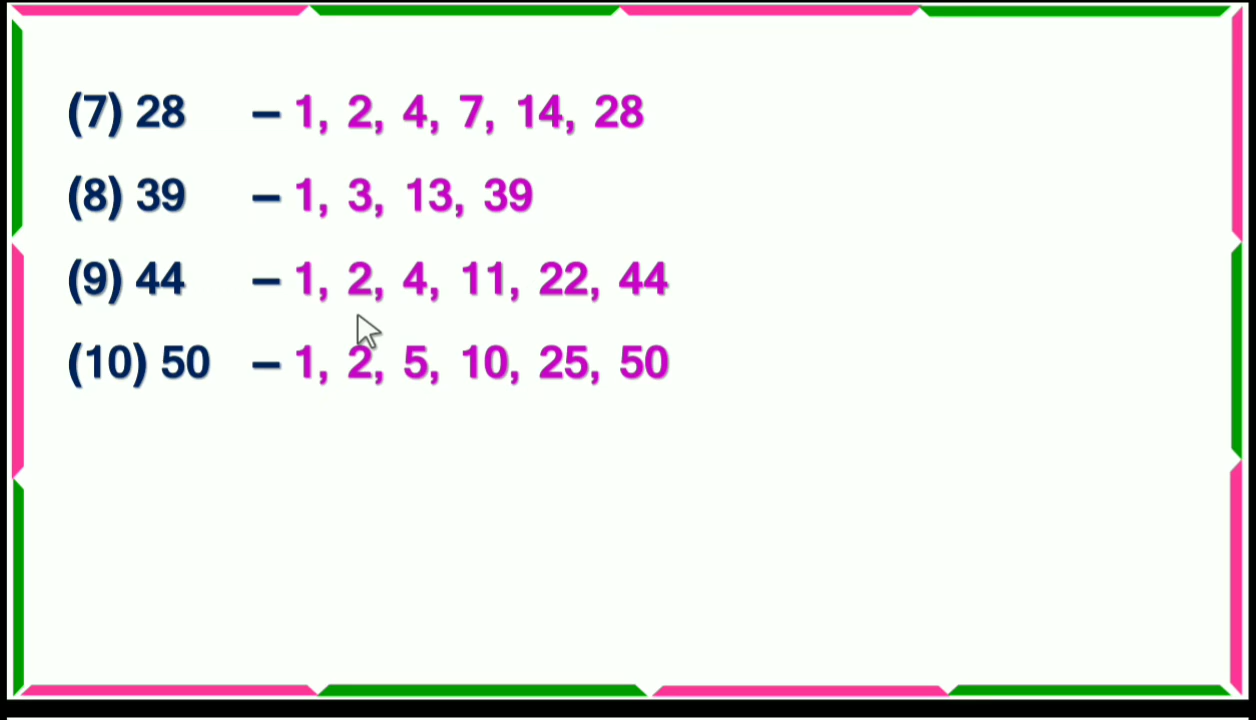 (7) 28 – 1, 2, 4, 7, 14, 28
(8) 39 – 1, 3, 13, 39
(9) 44 – 1, 2, 4, 11, 22, 44
(10) 50 – 1, 2, 5, 10, 25, 50